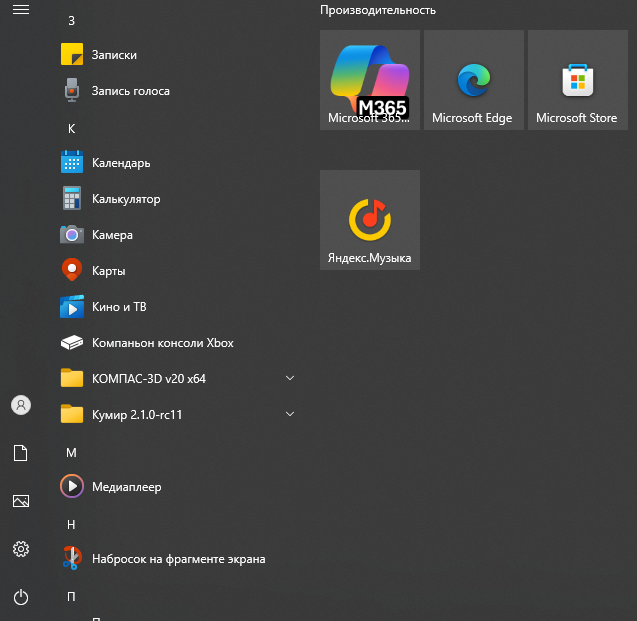 З
Записки
Запись голоса
К
Календарь
Калькулятор
Камера
Карты
Кино и ТВ
Компаньон консоли Xbox
КОМПАС-3D v20 x64
Кумир 2.1.0-rc11
М
Медиаплеер
Н
Набросок на фрагменте экрана
П
Производительность
M365
Microsoft 365...
Microsoft Edge
Microsoft Store
Яндекс.Музыка